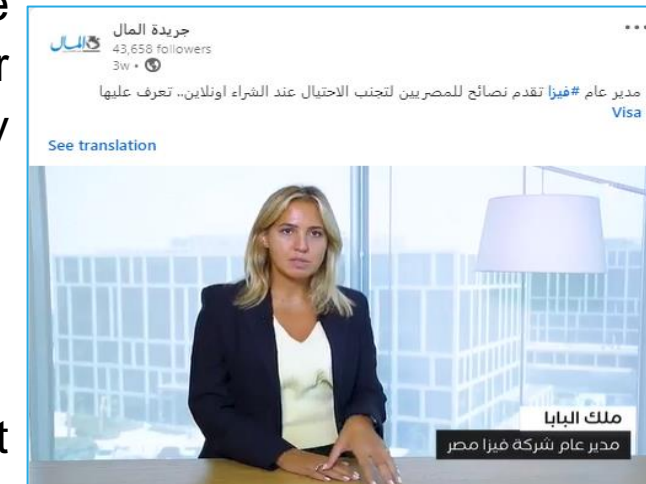 e
r
y
t
المال
جريدة المال
43,658 followers
3w •
مدير عام #فيزا تقدم نصائح للمصريين لتجنب الاحتيال عند الشراء اونلاين.. تعرف عليها
Visa
See translation
ملك البابا
مدير عام شركة فيزا مصر